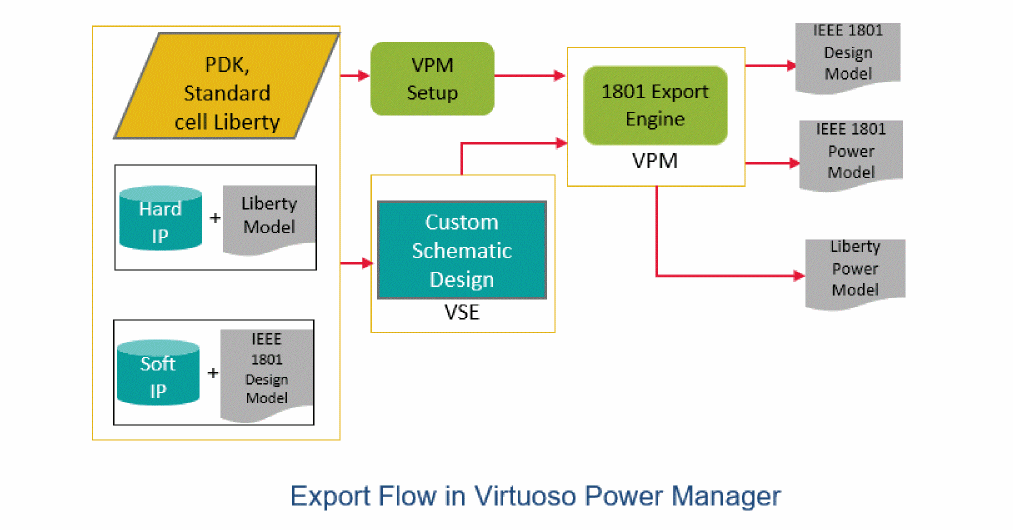 PDK,
Standard
cell Liberty
Hard
IP
+
Liberty
Model
Soft
IP
+
IEEE
1801
Design
Model
VPM
Setup
Custom
Schematic
Design
VSE
1801 Export
Engine
VPM
IEEE 1801
Design
Model
IEEE 1801
Power
Model
Liberty
Power
Model
Export Flow in Virtuoso Power Manager